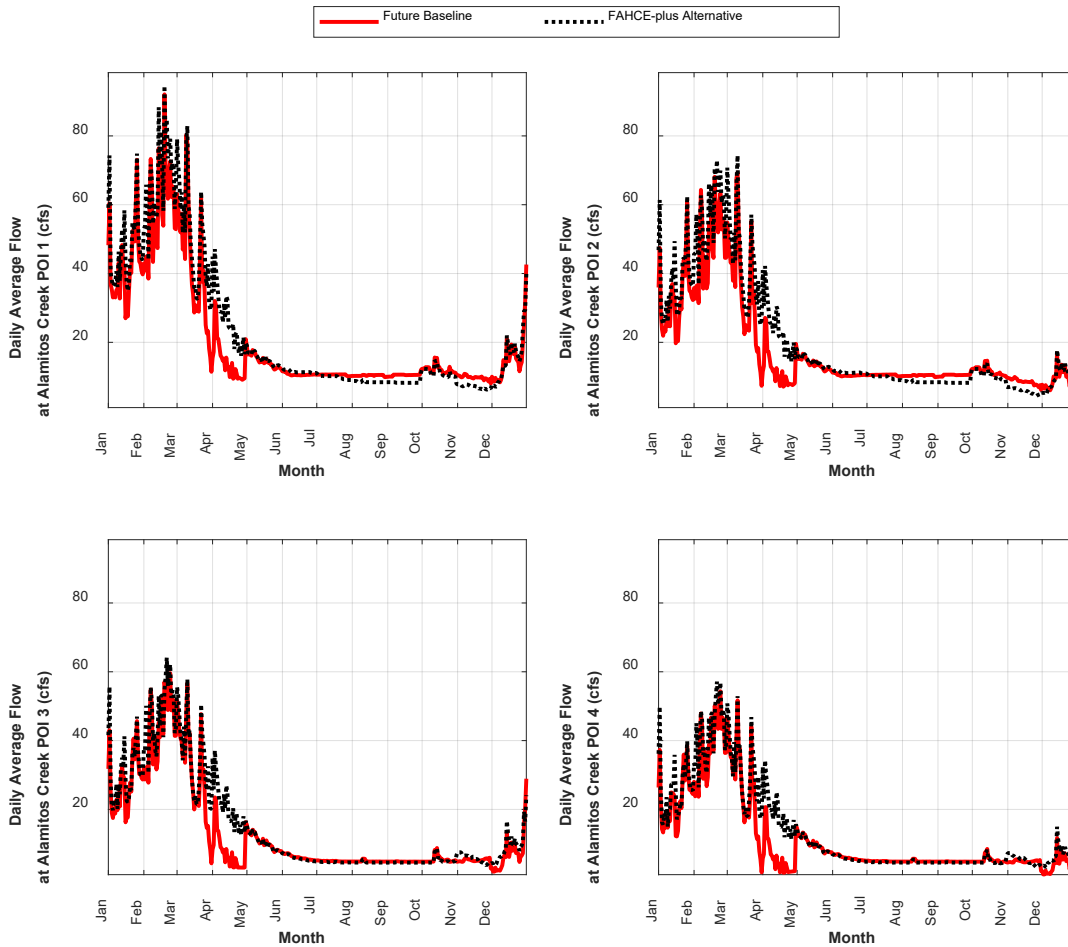 Future Baseline
FAHCE-plus Alternative
Daily Average Flow
at Alamitos Creek POI 1 (cfs)
80
60
40
20
Jan
Feb
Mar
Apr
May
Jun
Jul
Aug
Sep
Oct
Nov
Dec
Month
Daily Average Flow
at Alamitos Creek POI 2 (cfs)
80
60
40
20
Jan
Feb
Mar
Apr
May
Jun
Jul
Aug
Sep
Oct
Nov
Dec
Month
Daily Average Flow
at Alamitos Creek POI 3 (cfs)
80
60
40
20
Jan
Feb
Mar
Apr
May
Jun
Jul
Aug
Sep
Oct
Nov
Dec
Month
Daily Average Flow
at Alamitos Creek POI 4 (cfs)
80
60
40
20
Jan
Feb
Mar
Apr
May
Jun
Jul
Aug
Sep
Oct
Nov
Dec
Month